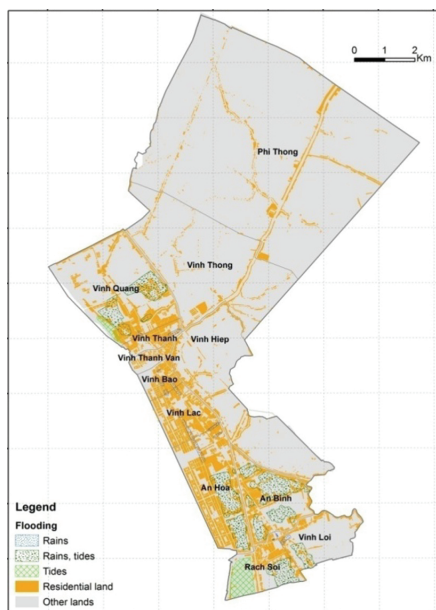 0 1 2
Km
Phi Thong
Vinh Thong
Vinh Quang
Vinh Thanh
Vinh Hiep
Vinh Thanh Van
Vinh Bao
Vinh Lac
An Hoa
An Binh
Vinh Loi
Rach Soi
Legend
Flooding
Rains
Rains, tides
Tides
Residential land
Other lands